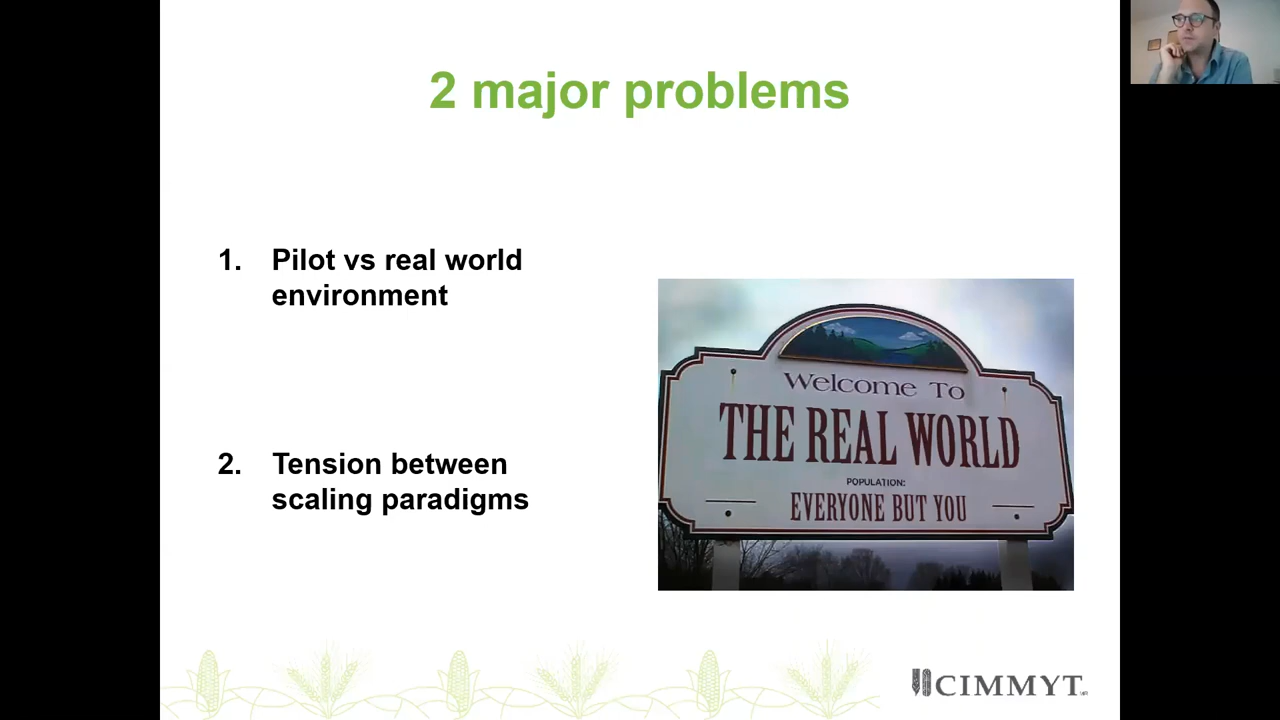 2 major problems
1. Pilot vs real world
environment
2. Tension between
scaling paradigms
Welcome To
THE REAL WORLD
POPULATION:
EVERYONE BUT YOU
CIMMYT